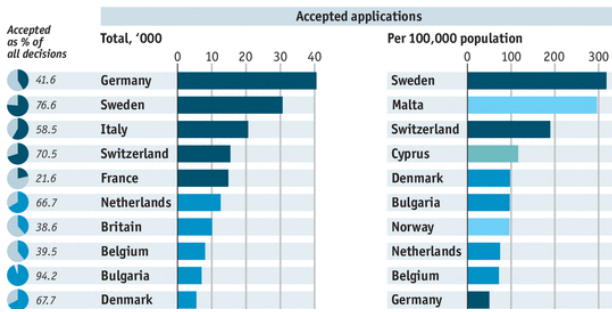 Accepted applications
Accepted
as % of
all decisions
Total, ‘000
0 10 20 30 40
41.6 Germany
76.6 Sweden
58.5 Italy
70.5 Switzerland
21.6 France
66.7 Netherlands
38.6 Britain
39.5 Belgium
94.2 Bulgaria
67.7 Denmark
Per 100,000 population
0 100 200 300
Sweden
Malta
Switzerland
Cyprus
Denmark
Bulgaria
Norway
Netherlands
Belgium
Germany